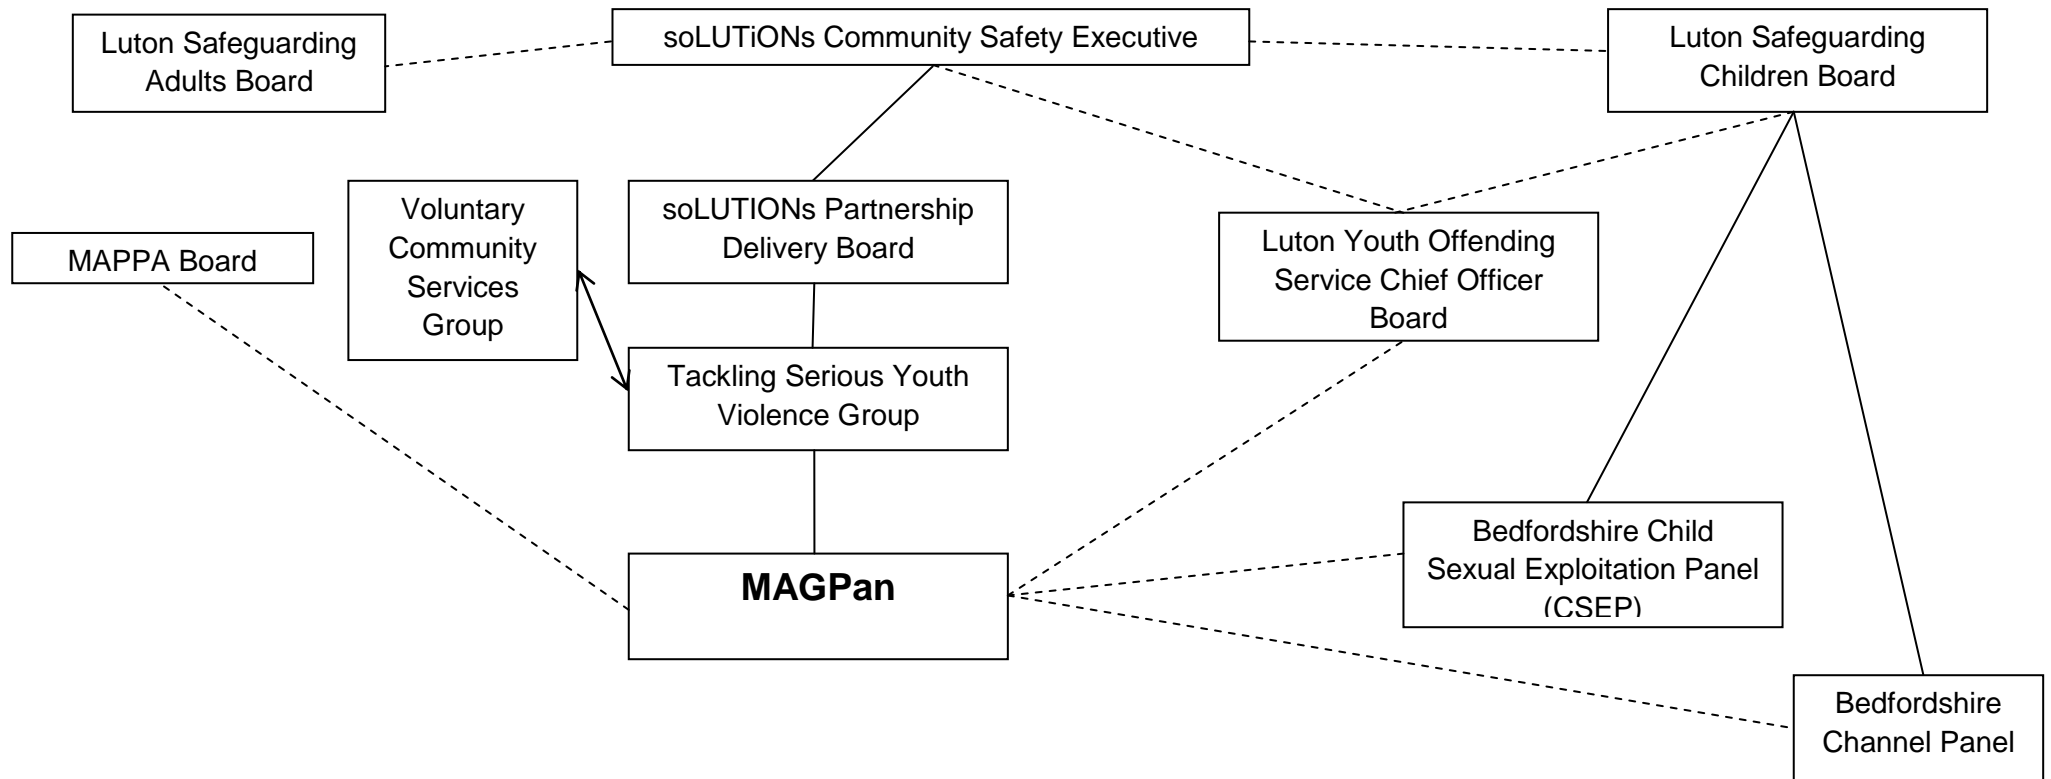 Luton Safeguarding
Adults Board
soLUTiONs Community Safety Executive
Luton Safeguarding
Children Board
Voluntary
Community
Services
Group
soLUTIONs Partnership
Delivery Board
Luton Youth Offending
Service Chief Officer
Board
MAPPA Board
Tackling Serious Youth
Violence Group
MAGPan
Bedfordshire Child
Sexual Exploitation Panel
(CSEP)
Bedfordshire
Channel Panel